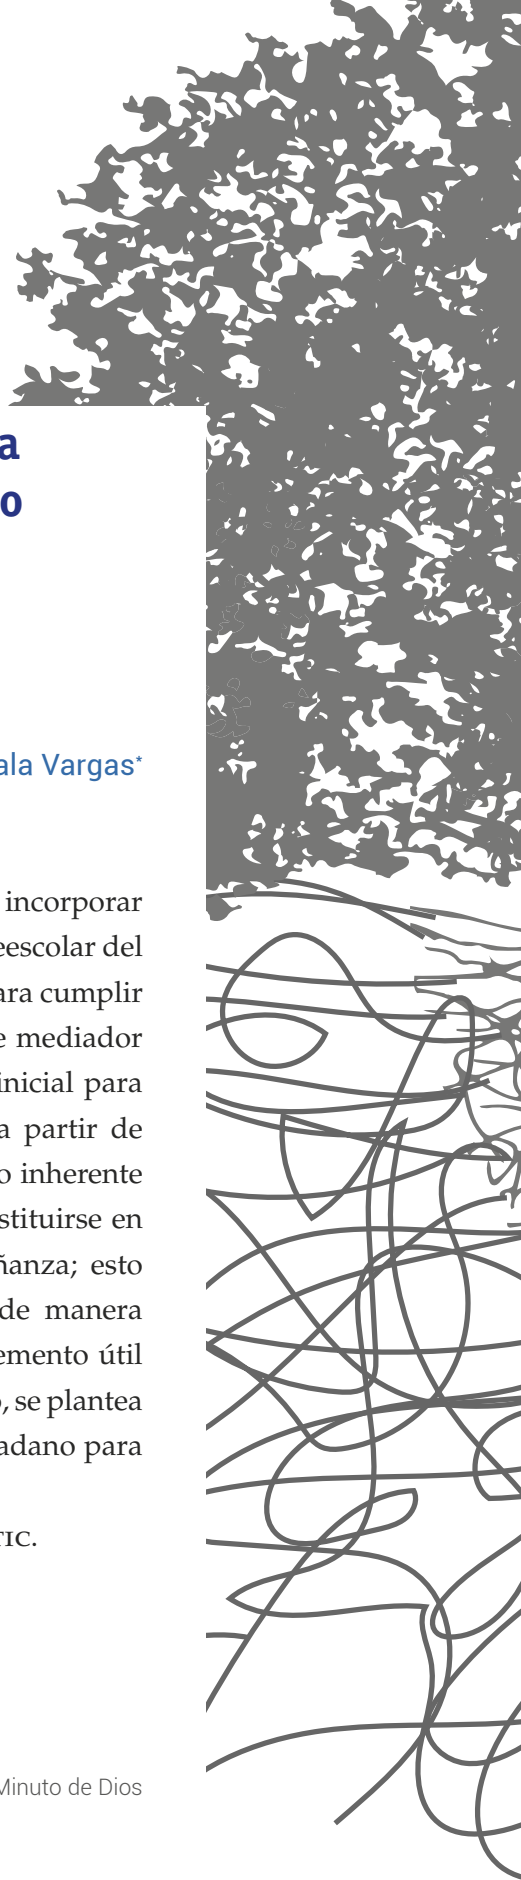 a
o
ala Vargas*
incorporar
eescolar del
ara cumplir
e mediador
inicial para
a partir de
o inherente
stituirse en
ñanza; esto
de manera
emento útil
o, se plantea
adano para
TIC.
Minuto de Dios